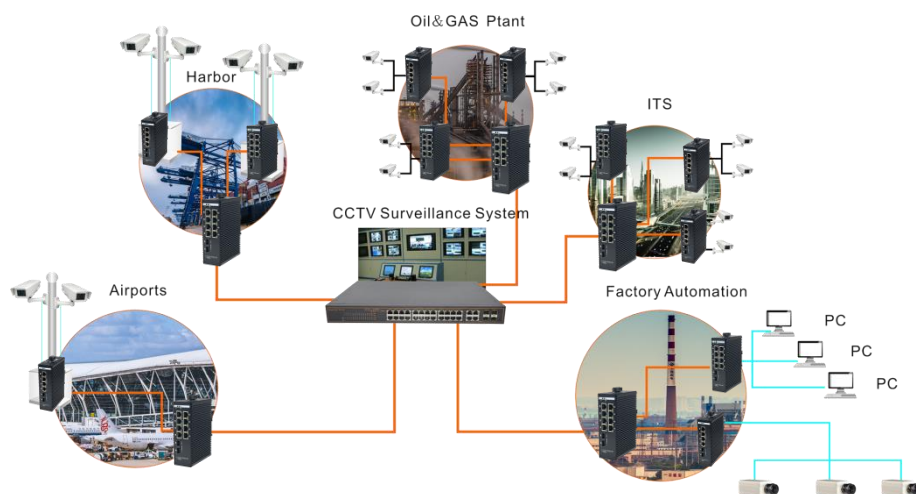 Oil&GAS Ptant
Harbor
ITS
CCTV Surveillance System
Airports
Factory Automation
PC
PC
PC